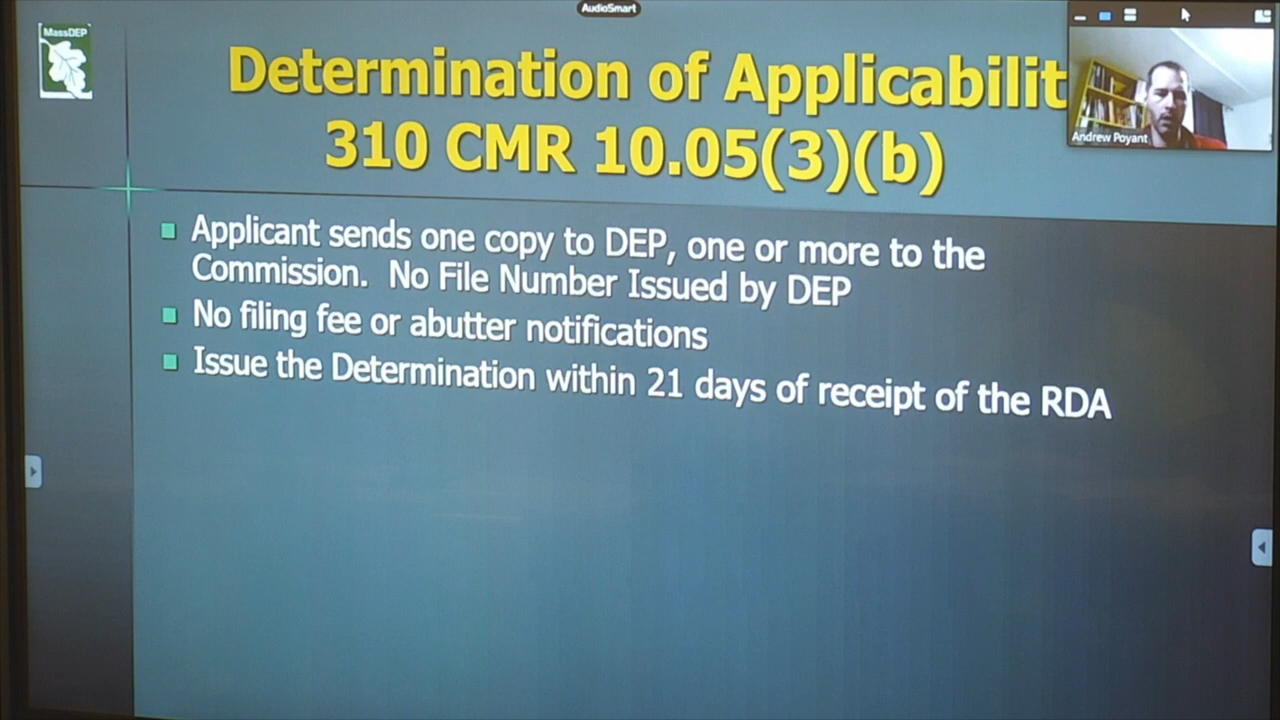 AudioSmart
MassDEP
Determination of Applicabilit
310 CMR 10.05(3)(b)
Andrew Poyant
Applicant sends one copy to DEP, one or more to the
Commission. No File Number Issued by DEP
No filing fee or abutter notifications
Issue the Determination within 21 days of receipt of the RDA